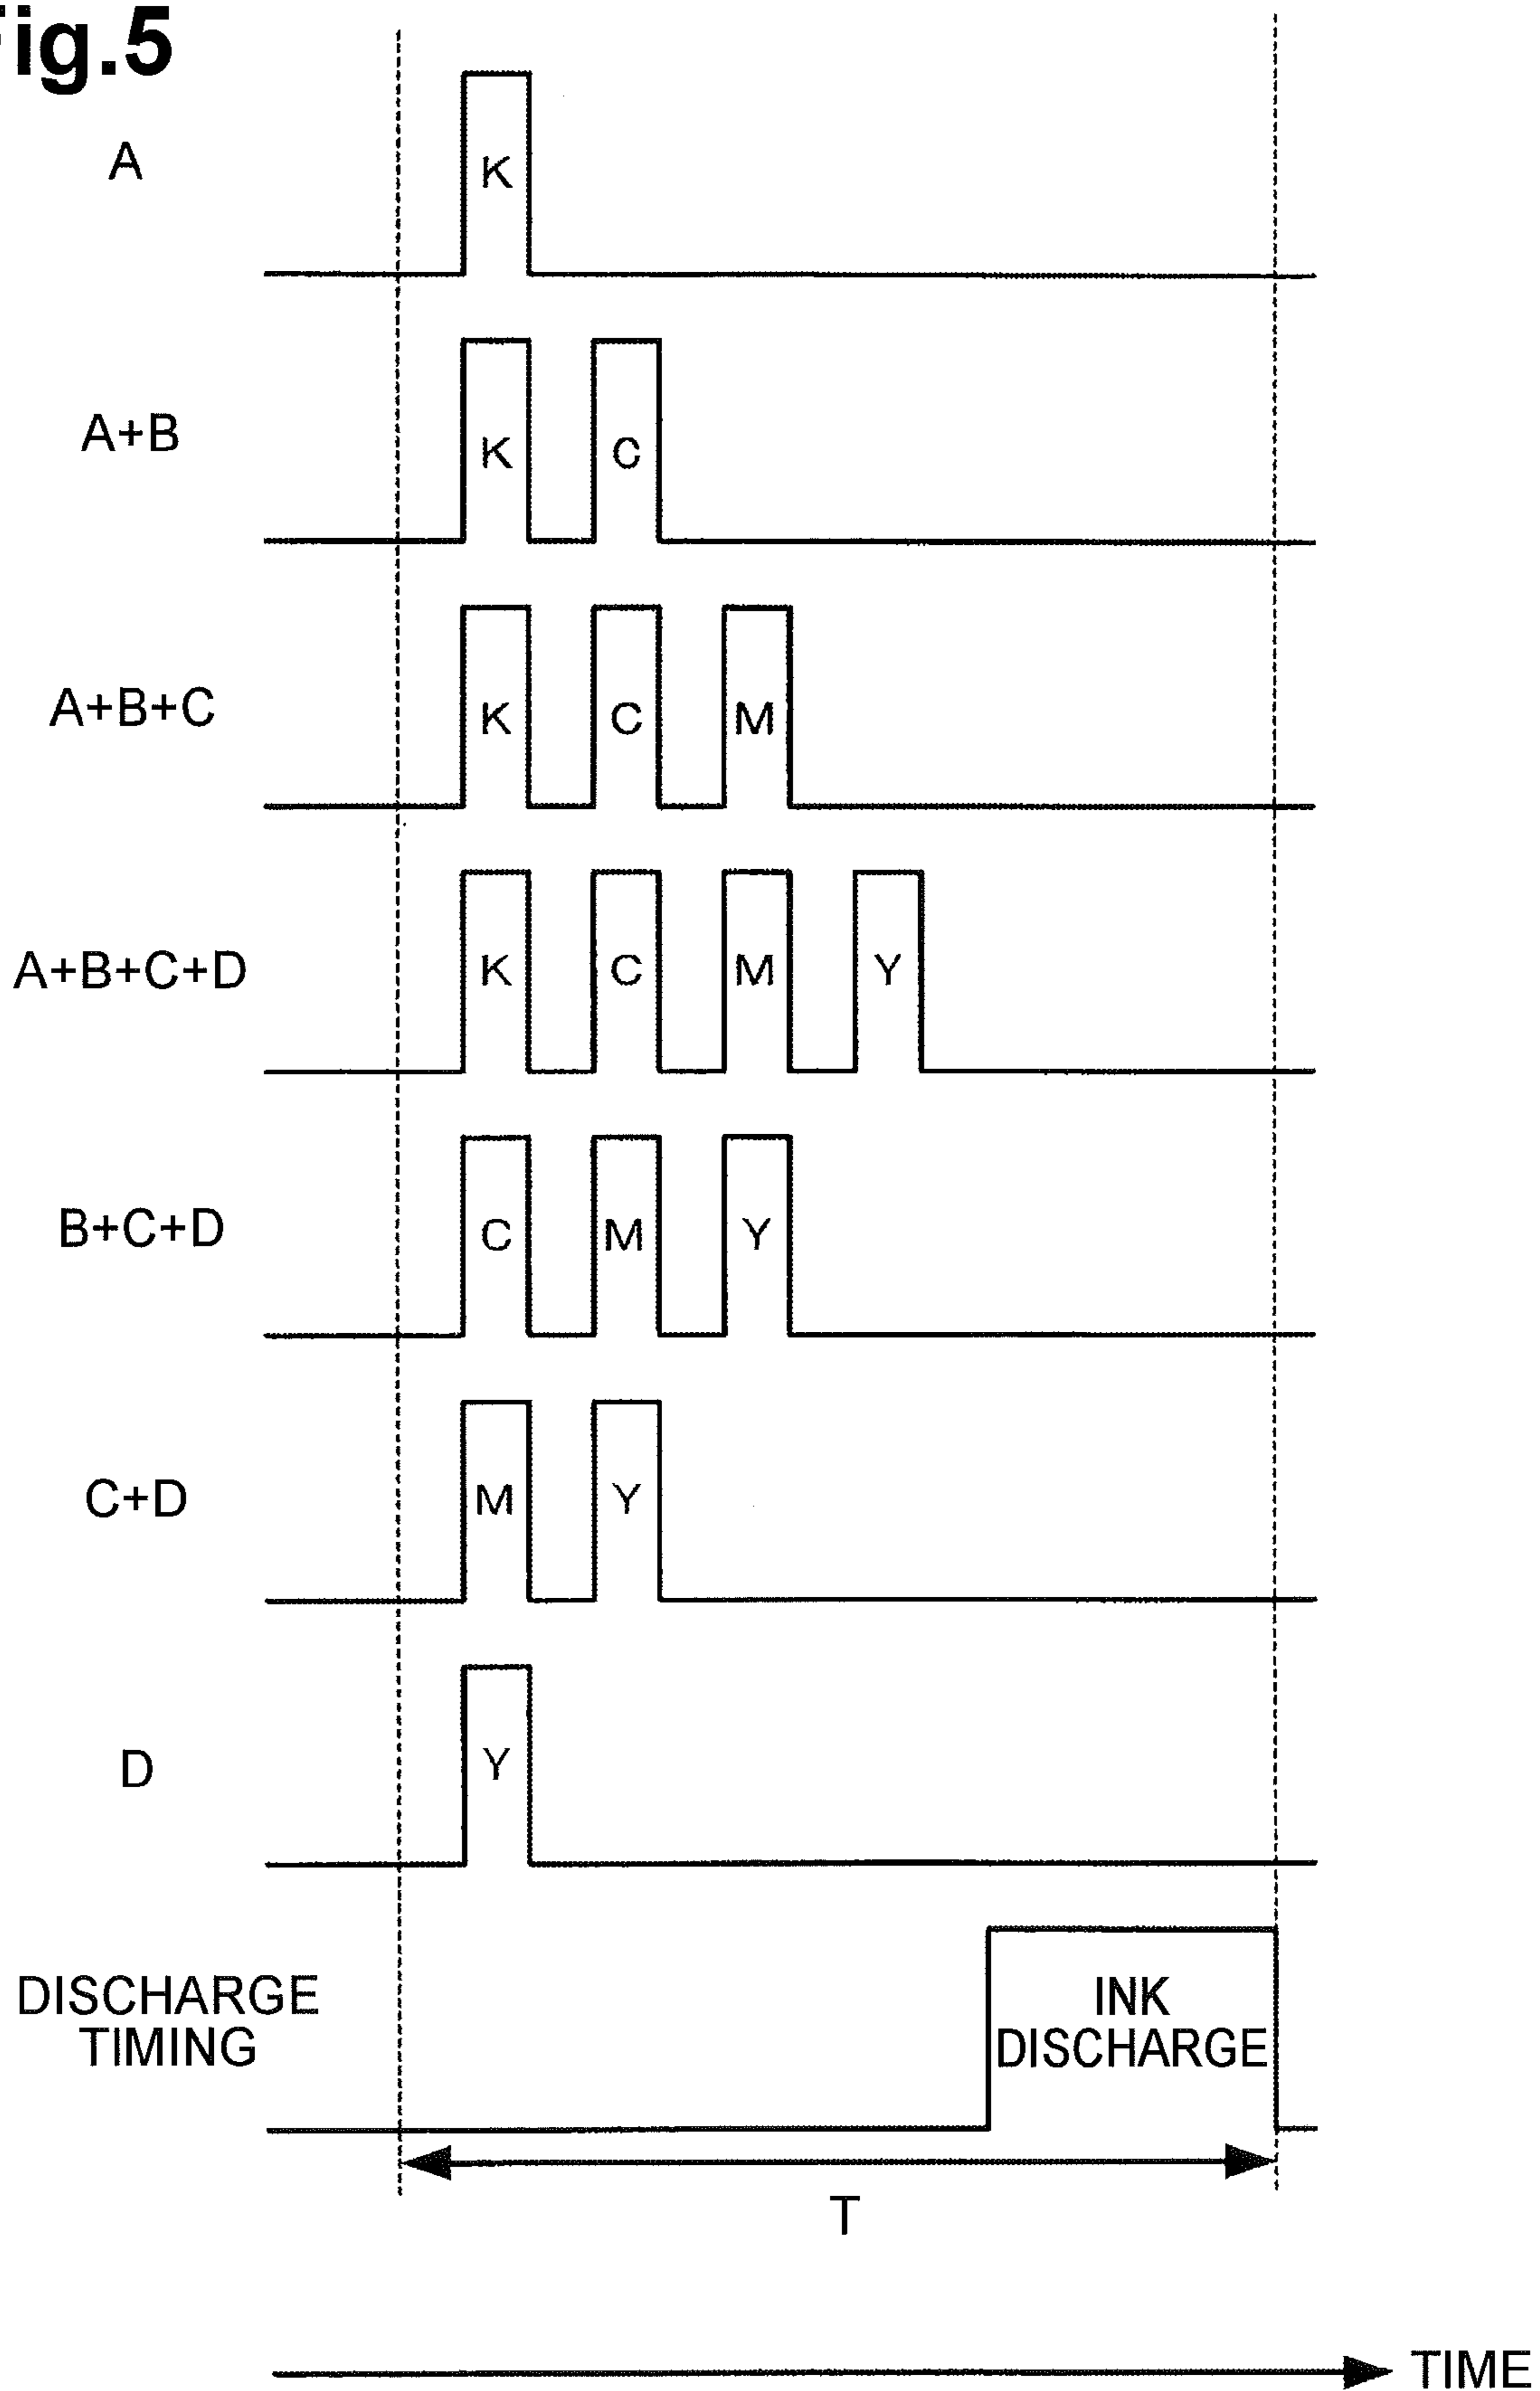 Fig.5
A
K
A+B
K C
A+B+C
K C M
A+B+C+D
K C M Y
B+C+D
C M Y
C+D
M Y
D
Y
DISCHARGE
TIMING
INK
DISCHARGE
T
TIME